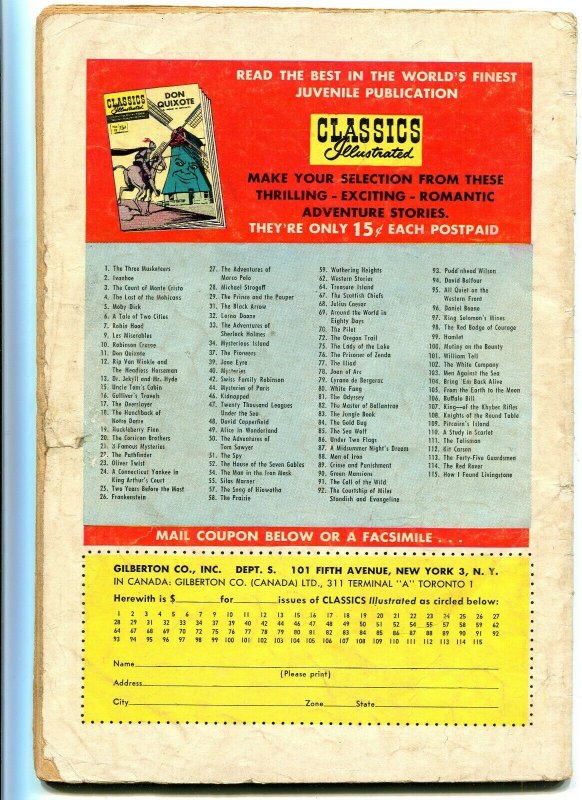 READ THE BEST IN THE WORLD'S FINEST
JUVENILE PUBLICATION
CLASSICS
Illustrated
DON
QUIXOTE
15¢
CLASSICS
Illustrated
MAKE YOUR SELECTION FROM THESE
THRILLING - EXCITING - ROMANTIC
ADVENTURE STORIES.
THEY'RE ONLY 15¢ EACH POSTPAID
1. The Three Musketeers
2. Ivanhoe
3. The Count of Monte Cristo
4. The Last of the Mohicans
5. Moby Dick
6. A Tale of Two Cities
7. Robin Hood
9. Les Miserables
10. Robinson Crusoe
11. Don Quixote
12. Rip Van Winkle and
The Headless Horseman
13. Dr. Jekyll and Mr. Hyde
15. Uncle Tom's Cabin
16. Gulliver's Travels
17. The Deerslayer
18. The Hunchback of
Notre Dame
19. Huckleberry Finn
20. The Corsican Brothers
21. 3 Famous Mysteries
22. The Pathfinder
23. Oliver Twist
24. A Connecticut Yankee in
King Arthur's Court
25. Two Years Before the Mast
26. Frankenstein
27. The Adventures of
Marco Polo
28. Michael Strogoff
29. The Prince and the Pauper
31. The Black Arrow
32. Lorna Doone
33. The Adventures of
Sherlock Holmes
34. Mysterious Island
37. The Pioneers
39. Jane Eyre
40. Mysteries
42. Swiss Family Robinson
44. Mysteries of Paris
46. Kidnapped
47. Twenty Thousand Leagues
Under the Sea
48. David Copperfield
49. Alice in Wonderland
50. The Adventures of
Tom Sawyer
51. The Spy
52. The House of the Seven Gables
54. The Man in the Iron Mask
55. Silas Marner
57. The Song of Hiawatha
58. The Prairie
59. Wuthering Heights
62. Western Stories
64. Treasure Island
67. The Scottish Chiefs
68. Julius Caesar
69. Around the World in
Eighty Days
70. The Pilot
72. The Oregon Trail
75. The Lady of the Lake
76. The Prisoner of Zenda
77. The Iliad
78. Joan of Arc
79. Cyrano de Bergerac
80. White Fang
81. The Odyssey
82. The Master of Ballantrae
83. The Jungle Book
84. The Gold Bug
85. The Sea Wolf
86. Under Two Flags
87. A Midsummer Night's Dream
88. Men of Iron
89. Crime and Punishment
90. Green Mansions
91. The Call of the Wild
92. The Courtship of Miles
Standish and Evangeline
93. Pudd'nhead Wilson
94. David Balfour
95. All Quiet on the
Western Front
96. Daniel Boone
97. King Solomon's Mines
98. The Red Badge of Courage
99. Hamlet
100. Mutiny on the Bounty
101. William Tell
102. The White Company
103. Men Against the Sea
104. Bring 'Em Back Alive
105. From the Earth to the Moon
106. Buffalo Bill
107. King—of the Khyber Rifles
108. Knights of the Round Table
109. Pitcairn's Island
110. A Study in Scarlet
111. The Talisman
112. Kit Carson
113. The Forty-Five Guardsmen
114. The Red Rover
115. How I Found Livingstone
MAIL COUPON BELOW OR A FACSIMILE . . .
GILBERTON CO., INC. DEPT. S. 101 FIFTH AVENUE, NEW YORK 3, N. Y.
IN CANADA: GILBERTON CO. (CANADA) LTD., 311 TERMINAL "A" TORONTO 1
Herewith is $______for______issues of CLASSICS Illustrated as circled below:
1 2 3 4 5 6 7 9 10 11 12 13 15 16 17 18 19 20 21 22 23 24 25 26 27
28 29 31 32 33 34 37 39 40 42 44 46 47 48 49 50 51 52 54 55 57 58 59 62
64 67 68 69 70 72 75 76 77 78 79 80 81 82 83 84 85 86 87 88 89 90 91 92
93 94 95 96 97 98 99 100 101 102 103 104 105 106 107 108 109 110 111 112 113 114 115
Name
(Please print)
Address
City Zone State